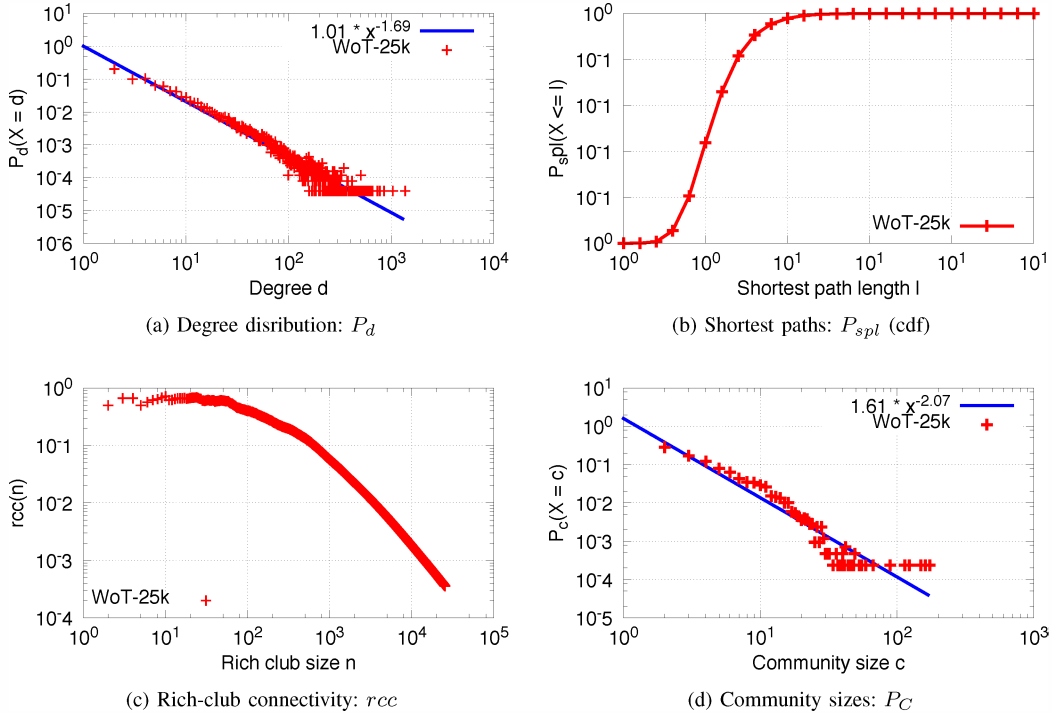 10^0
10^-1
10^-2
10^-3
10^-4
10^-5
10^-6
P_d(X = d)
1.01 * x^-1.69
WoT-25k
10^0 10^1 10^2 10^3 10^4
Degree d
(a) Degree disribution: P_d
10^0
10^-1
10^-1
10^-1
10^-1
10^0
P_spl(X <= l)
WoT-25k
10^0 10^0 10^1 10^1 10^1 10^1
Shortest path length l
(b) Shortest paths: P_spl (cdf)
10^0
10^-1
10^-2
10^-3
10^-4
rcc(n)
WoT-25k
10^0 10^1 10^2 10^3 10^4 10^5
Rich club size n
(c) Rich-club connectivity: rcc
10^1
10^0
10^-1
10^-2
10^-3
10^-4
10^-5
P_c(X = c)
1.61 * x^-2.07
WoT-25k
10^0 10^1 10^2 10^3
Community size c
(d) Community sizes: P_C